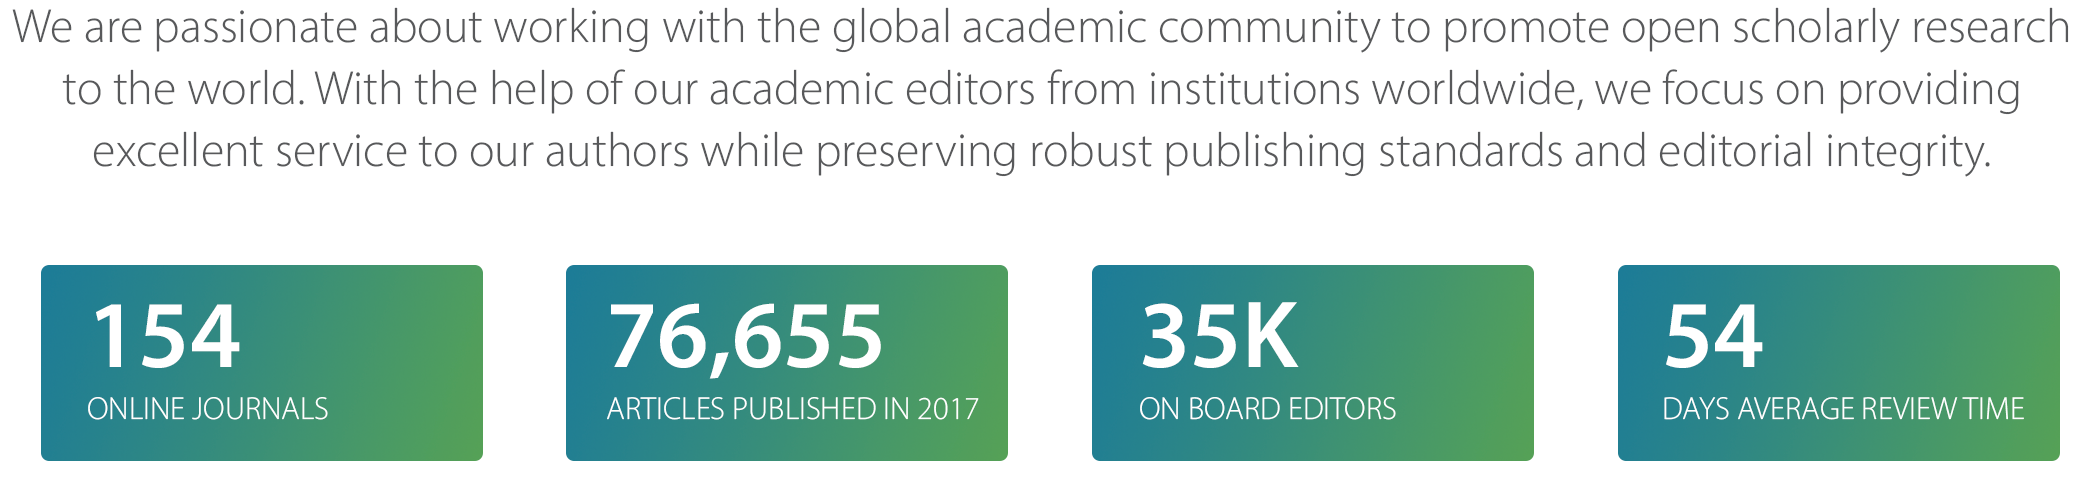 We are passionate about working with the global academic community to promote open scholarly research
to the world. With the help of our academic editors from institutions worldwide, we focus on providing
excellent service to our authors while preserving robust publishing standards and editorial integrity.
154
ONLINE JOURNALS
76,655
ARTICLES PUBLISHED IN 2017
35K
ON BOARD EDITORS
54
DAYS AVERAGE REVIEW TIME